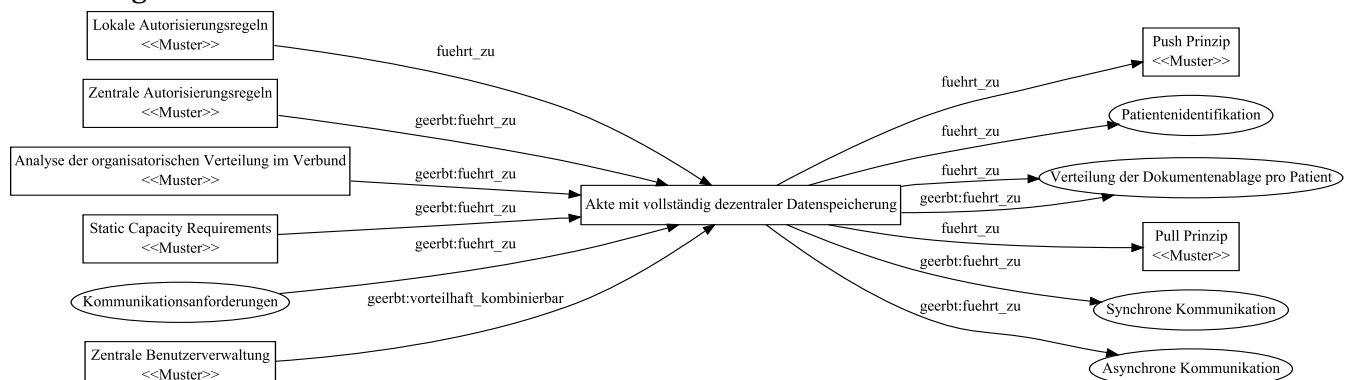 Lokale Autorisierungsregeln
<<Muster>>
fuehrt_zu
Zentrale Autorisierungsregeln
<<Muster>>
geerbt:fuehrt_zu
Analyse der organisatorischen Verteilung im Verbund
<<Muster>>
geerbt:fuehrt_zu
Static Capacity Requirements
<<Muster>>
geerbt:fuehrt_zu
Kommunikationsanforderungen
geerbt:fuehrt_zu
Zentrale Benutzerverwaltung
<<Muster>>
geerbt:vorteilhaft_kombinierbar
Akte mit vollständig dezentraler Datenspeicherung
fuehrt_zu
Push Prinzip
<<Muster>>
fuehrt_zu
Patientenidentifikation
fuehrt_zu
geerbt:fuehrt_zu
Verteilung der Dokumentenablage pro Patient
fuehrt_zu
Pull Prinzip
<<Muster>>
geerbt:fuehrt_zu
Synchrone Kommunikation
geerbt:fuehrt_zu
Asynchrone Kommunikation